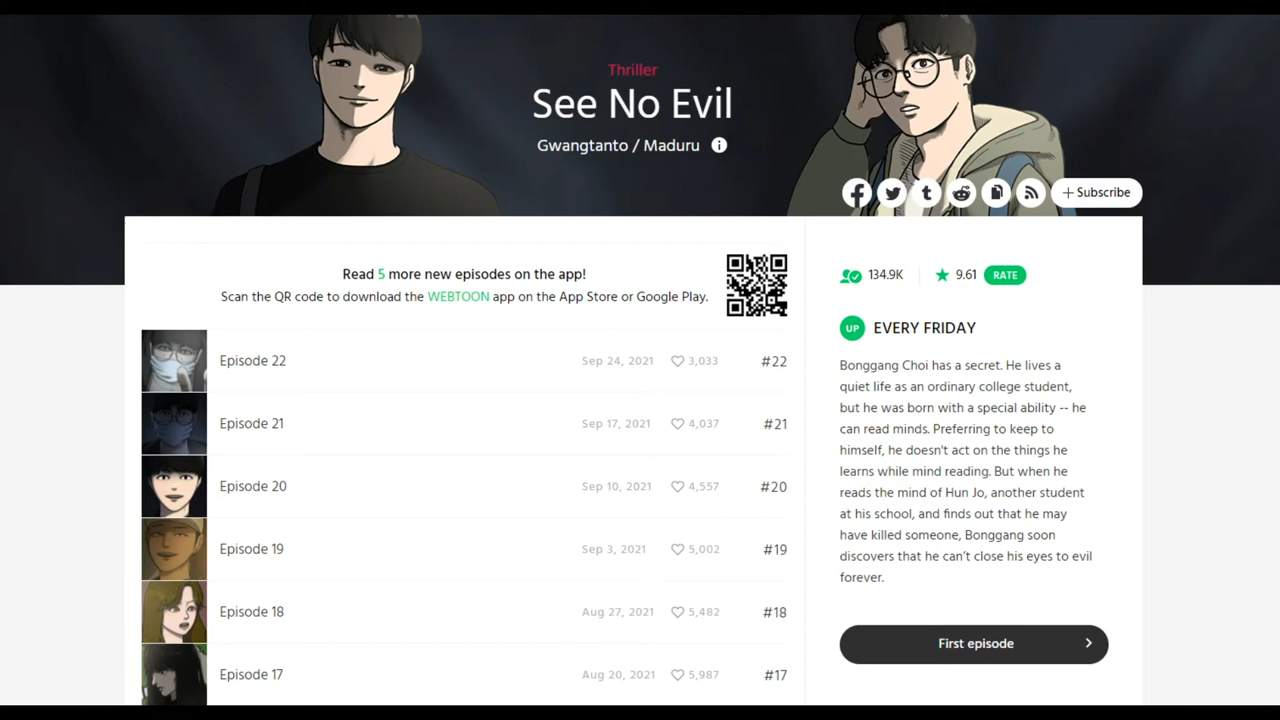 Thriller
See No Evil
Gwangtanto / Maduru
+ Subscribe
Read 5 more new episodes on the app!
Scan the QR code to download the WEBTOON app on the App Store or Google Play.
Episode 22 Sep 24, 2021 3,033 #22
Episode 21 Sep 17, 2021 4,037 #21
Episode 20 Sep 10, 2021 4,557 #20
Episode 19 Sep 3, 2021 5,002 #19
Episode 18 Aug 27, 2021 5,482 #18
Episode 17 Aug 20, 2021 5,987 #17
134.9K 9.61 RATE
UP EVERY FRIDAY
Bonggang Choi has a secret. He lives a
quiet life as an ordinary college student,
but he was born with a special ability -- he
can read minds. Preferring to keep to
himself, he doesn't act on the things he
learns while mind reading. But when he
reads the mind of Hun Jo, another student
at his school, and finds out that he may
have killed someone, Bonggang soon
discovers that he can’t close his eyes to evil
forever.
First episode